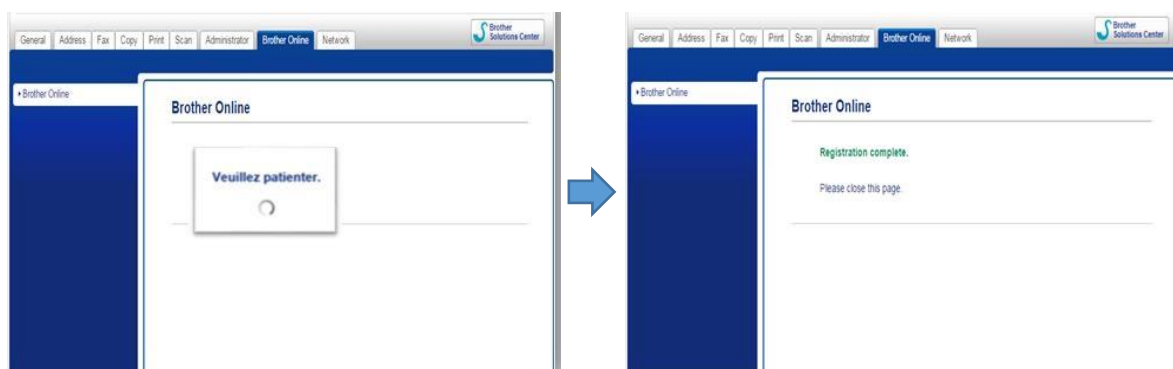 General Address Fax Copy Print Scan Administrator Brother Online Network
Brother
Solutions Center
Brother Online
Brother Online
Veuillez patienter.
General Address Fax Copy Print Scan Administrator Brother Online Network
Brother
Solutions Center
Brother Online
Brother Online
Registration complete.
Please close this page.